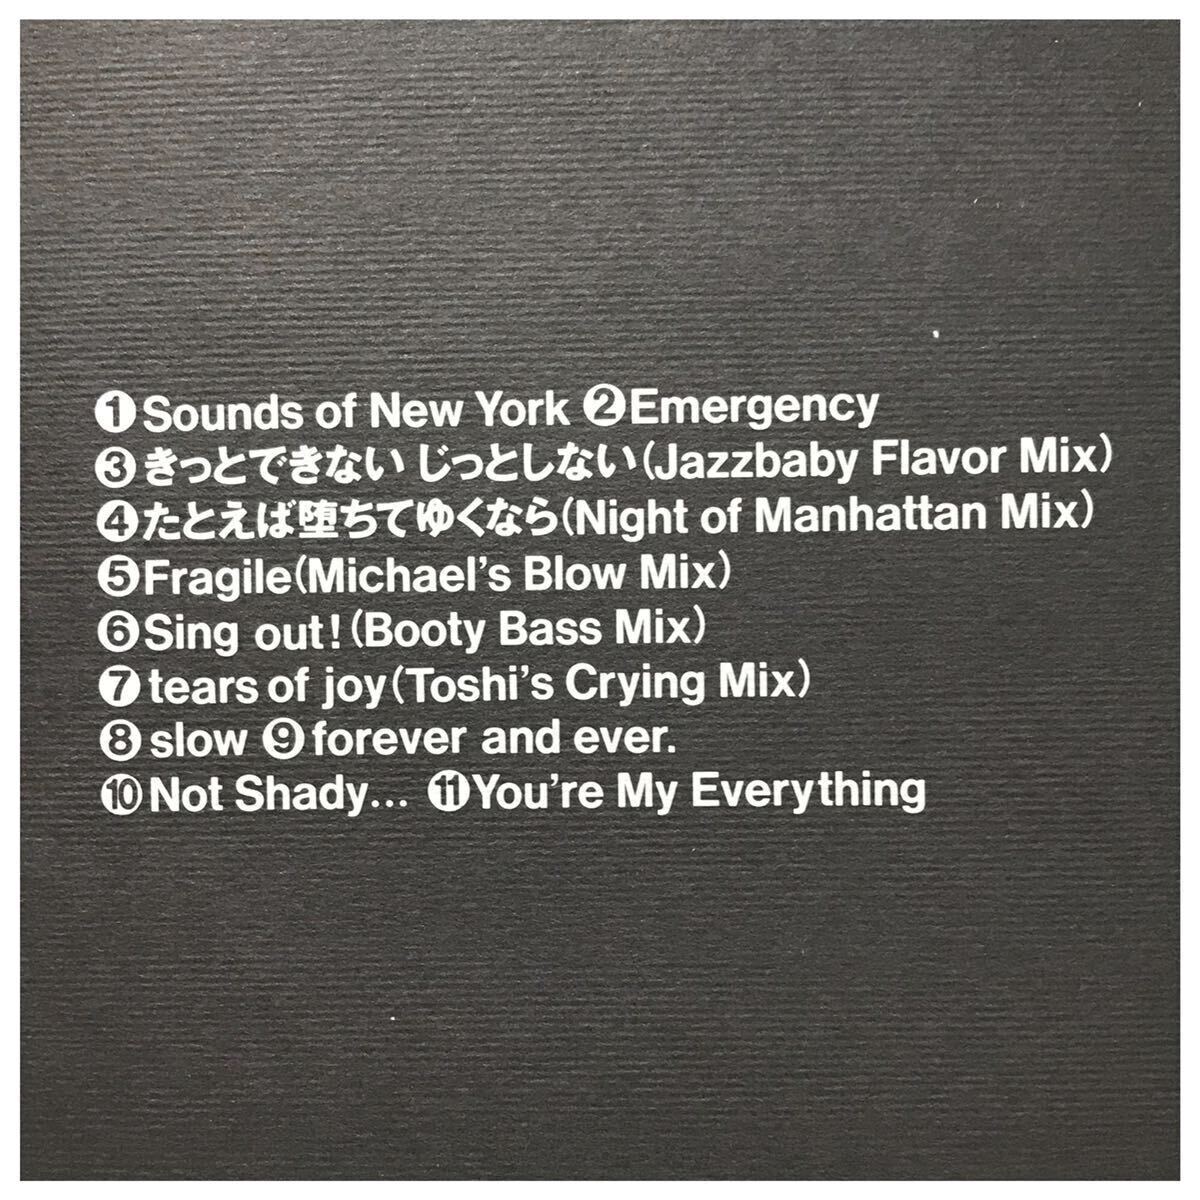 ❶Sounds of New York ❷Emergency
❸きっとできない じっとしない(Jazzbaby Flavor Mix)
❹たとえば堕ちてゆくなら(Night of Manhattan Mix)
❺Fragile(Michael's Blow Mix)
❻Sing out!(Booty Bass Mix)
❼tears of joy(Toshi's Crying Mix)
❽slow ❾forever and ever.
❿Not Shady... ⓫You're My Everything